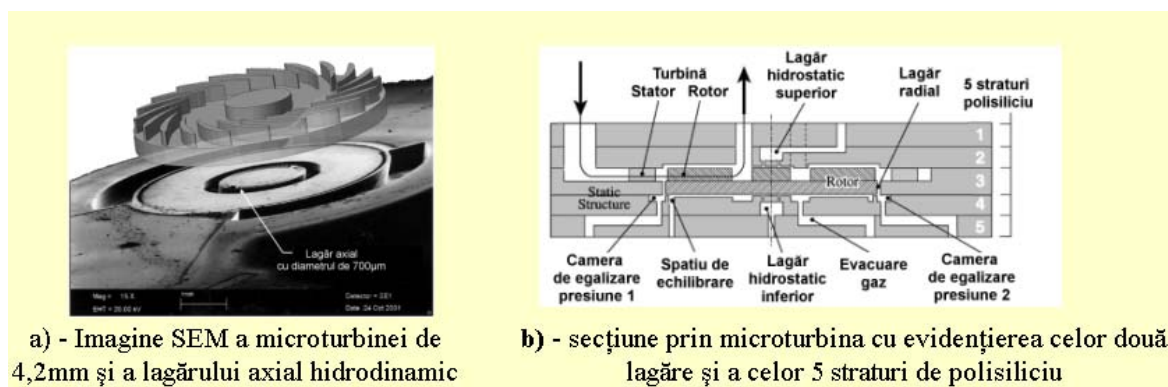 Lagăr axial
cu diametrul de 700µm
Mag = 15 X
EHT = 20.00 kV
Detector = SE1
Date :24 Oct 2001
a) - Imagine SEM a microturbinei de
4,2mm şi a lagărului axial hidrodinamic
Turbină
Stator Rotor
Lagăr
hidrostatic
superior
Lagăr
radial
5 straturi
polisiliciu
1
2
3
4
5
Static
Structure
Rotor
Camera
de egalizare
presiune 1
Spatiu de
echilibrare
Lagăr
hidrostatic
inferior
Evacuare
gaz
Camera
de egalizare
presiune 2
b) - secţiune prin microturbina cu evidenţierea celor două
lagăre şi a celor 5 straturi de polisiliciu